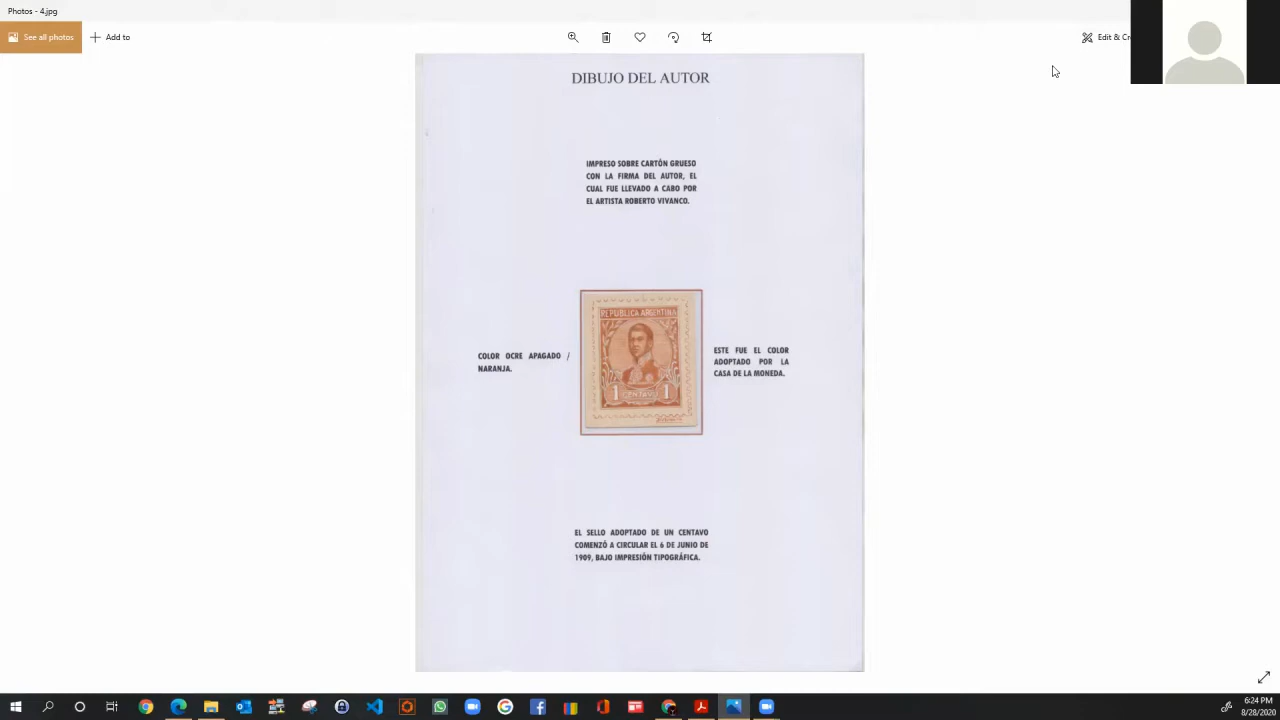 Photos - 4.jpg
See all photos
Add to
Edit & Cr
DIBUJO DEL AUTOR
IMPRESO SOBRE CARTÓN GRUESO
CON LA FIRMA DEL AUTOR, EL
CUAL FUE LLEVADO A CABO POR
EL ARTISTA ROBERTO VIVANCO.
REPUBLICA ARGENTINA
1 CENTAVO 1
COLOR OCRE APAGADO /
NARANJA.
ESTE FUE EL COLOR
ADOPTADO POR LA
CASA DE LA MONEDA.
EL SELLO ADOPTADO DE UN CENTAVO
COMENZÓ A CIRCULAR EL 6 DE JUNIO DE
1909, BAJO IMPRESIÓN TIPOGRÁFICA.
6:24 PM
8/28/2020